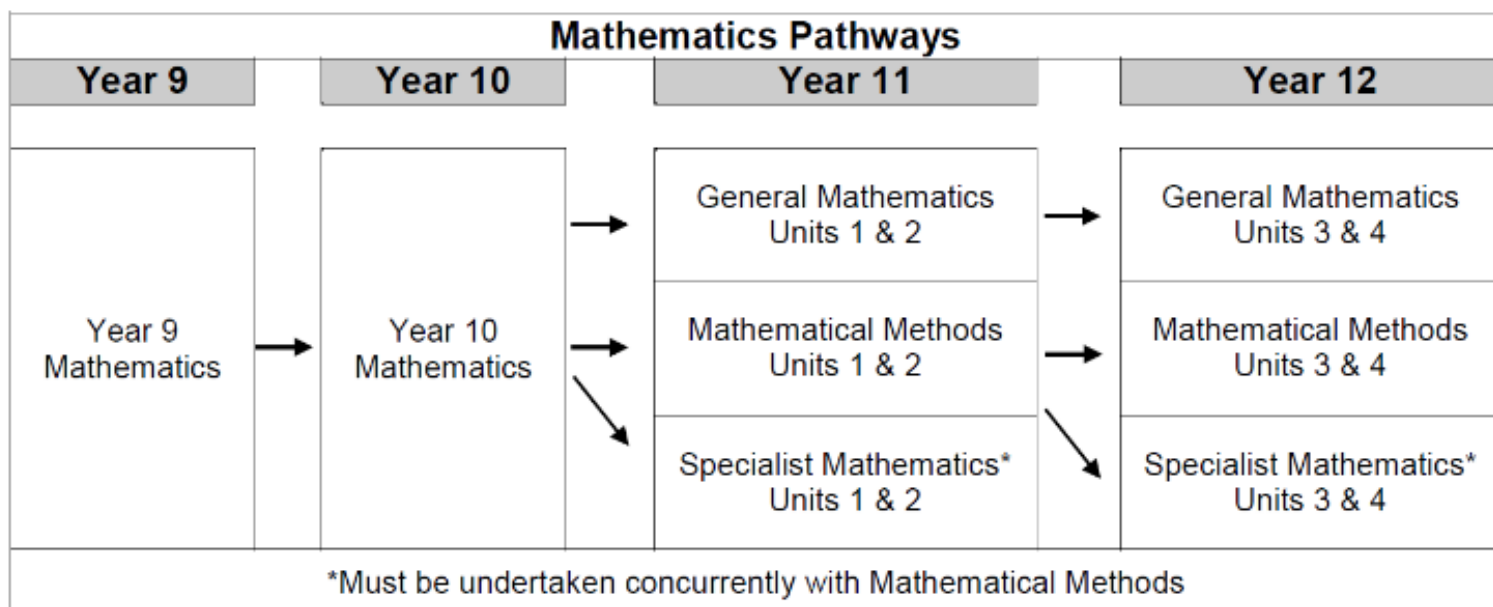 Mathematics Pathways
Year 9
Year 10
Year 11
Year 12
Year 9
Mathematics
Year 10
Mathematics
General Mathematics
Units 1 & 2
General Mathematics
Units 3 & 4
Mathematical Methods
Units 1 & 2
Mathematical Methods
Units 3 & 4
Specialist Mathematics*
Units 1 & 2
Specialist Mathematics*
Units 3 & 4
*Must be undertaken concurrently with Mathematical Methods